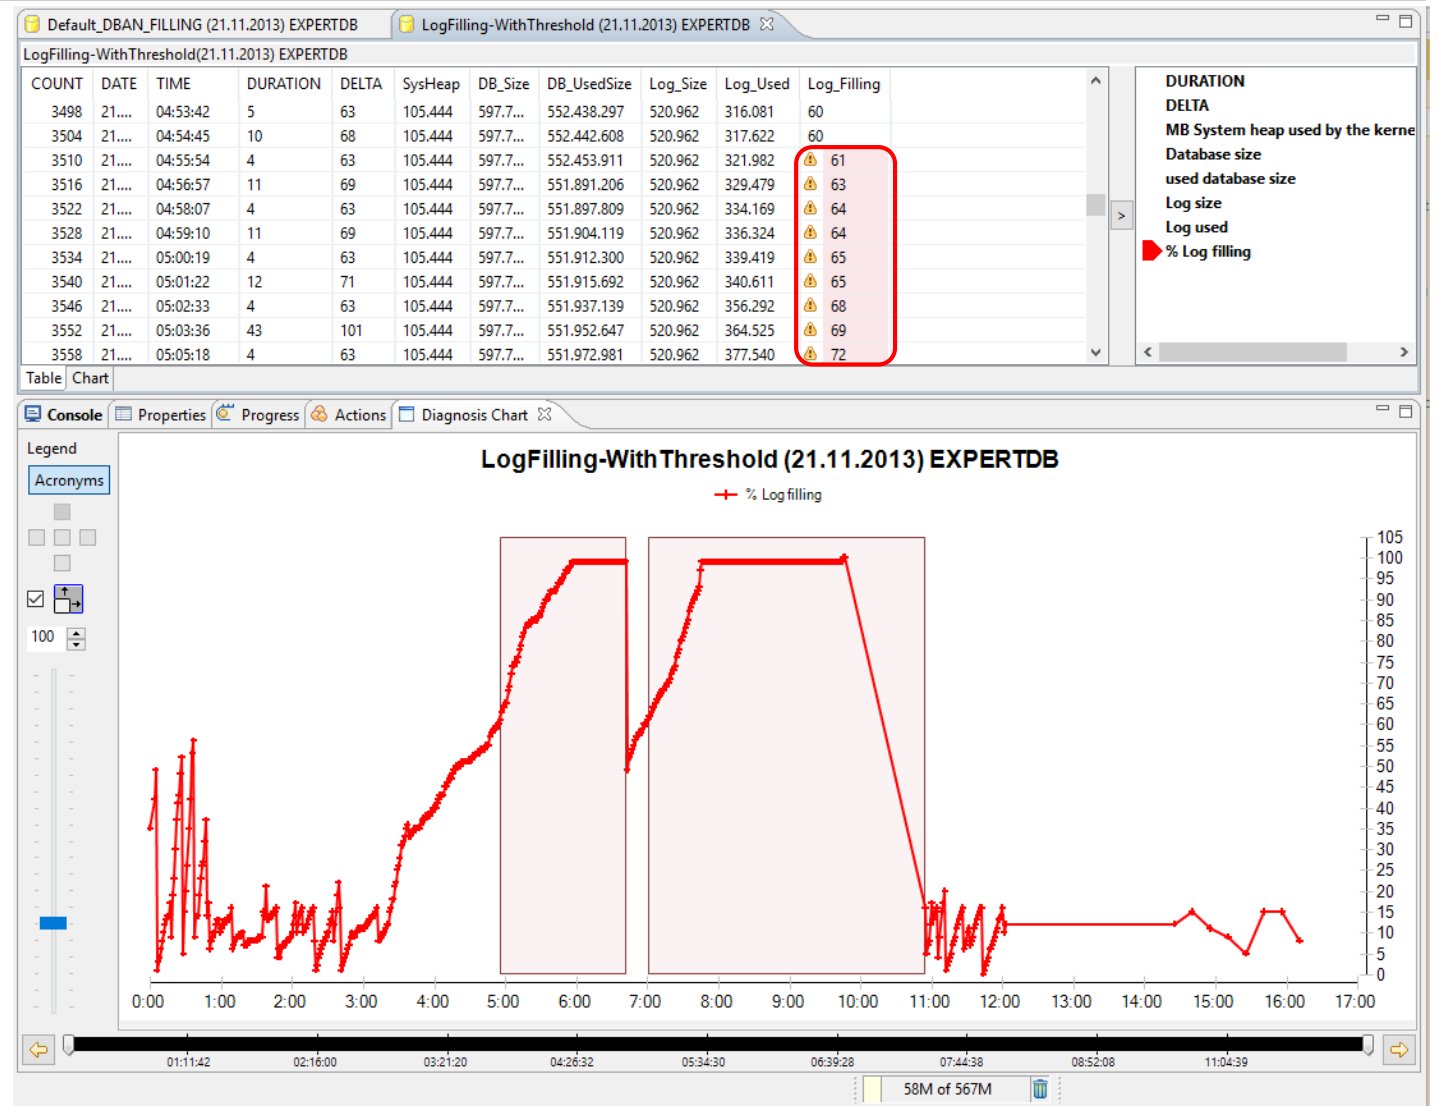 Default_DBAN_FILLING (21.11.2013) EXPERTDB LogFilling-WithThreshold (21.11.2013) EXPERTDB
LogFilling-WithThreshold(21.11.2013) EXPERTDB
COUNT DATE TIME DURATION DELTA SysHeap DB_Size DB_UsedSize Log_Size Log_Used Log_Filling
3498 21.... 04:53:42 5 63 105.444 597.7... 552.438.297 520.962 316.081 60
3504 21.... 04:54:45 10 68 105.444 597.7... 552.442.608 520.962 317.622 60
3510 21.... 04:55:54 4 63 105.444 597.7... 552.453.911 520.962 321.982 61
3516 21.... 04:56:57 11 69 105.444 597.7... 551.891.206 520.962 329.479 63
3522 21.... 04:58:07 4 63 105.444 597.7... 551.897.809 520.962 334.169 64
3528 21.... 04:59:10 11 69 105.444 597.7... 551.904.119 520.962 336.324 64
3534 21.... 05:00:19 4 63 105.444 597.7... 551.912.300 520.962 339.419 65
3540 21.... 05:01:22 12 71 105.444 597.7... 551.915.692 520.962 340.611 65
3546 21.... 05:02:33 4 63 105.444 597.7... 551.937.139 520.962 356.292 68
3552 21.... 05:03:36 43 101 105.444 597.7... 551.952.647 520.962 364.525 69
3558 21.... 05:05:18 4 63 105.444 597.7... 551.972.981 520.962 377.540 72
>
DURATION
DELTA
MB System heap used by the kerne
Database size
used database size
Log size
Log used
% Log filling
Table Chart
Console Properties Progress Actions Diagnosis Chart
Legend
Acronyms
100
LogFilling-WithThreshold (21.11.2013) EXPERTDB
% Log filling
105
100
95
90
85
80
75
70
65
60
55
50
45
40
35
30
25
20
15
10
5
0
0:00 1:00 2:00 3:00 4:00 5:00 6:00 7:00 8:00 9:00 10:00 11:00 12:00 13:00 14:00 15:00 16:00 17:00
01:11:42 02:16:00 03:21:20 04:26:32 05:34:30 06:39:28 07:44:38 08:52:08 11:04:39
58M of 567M